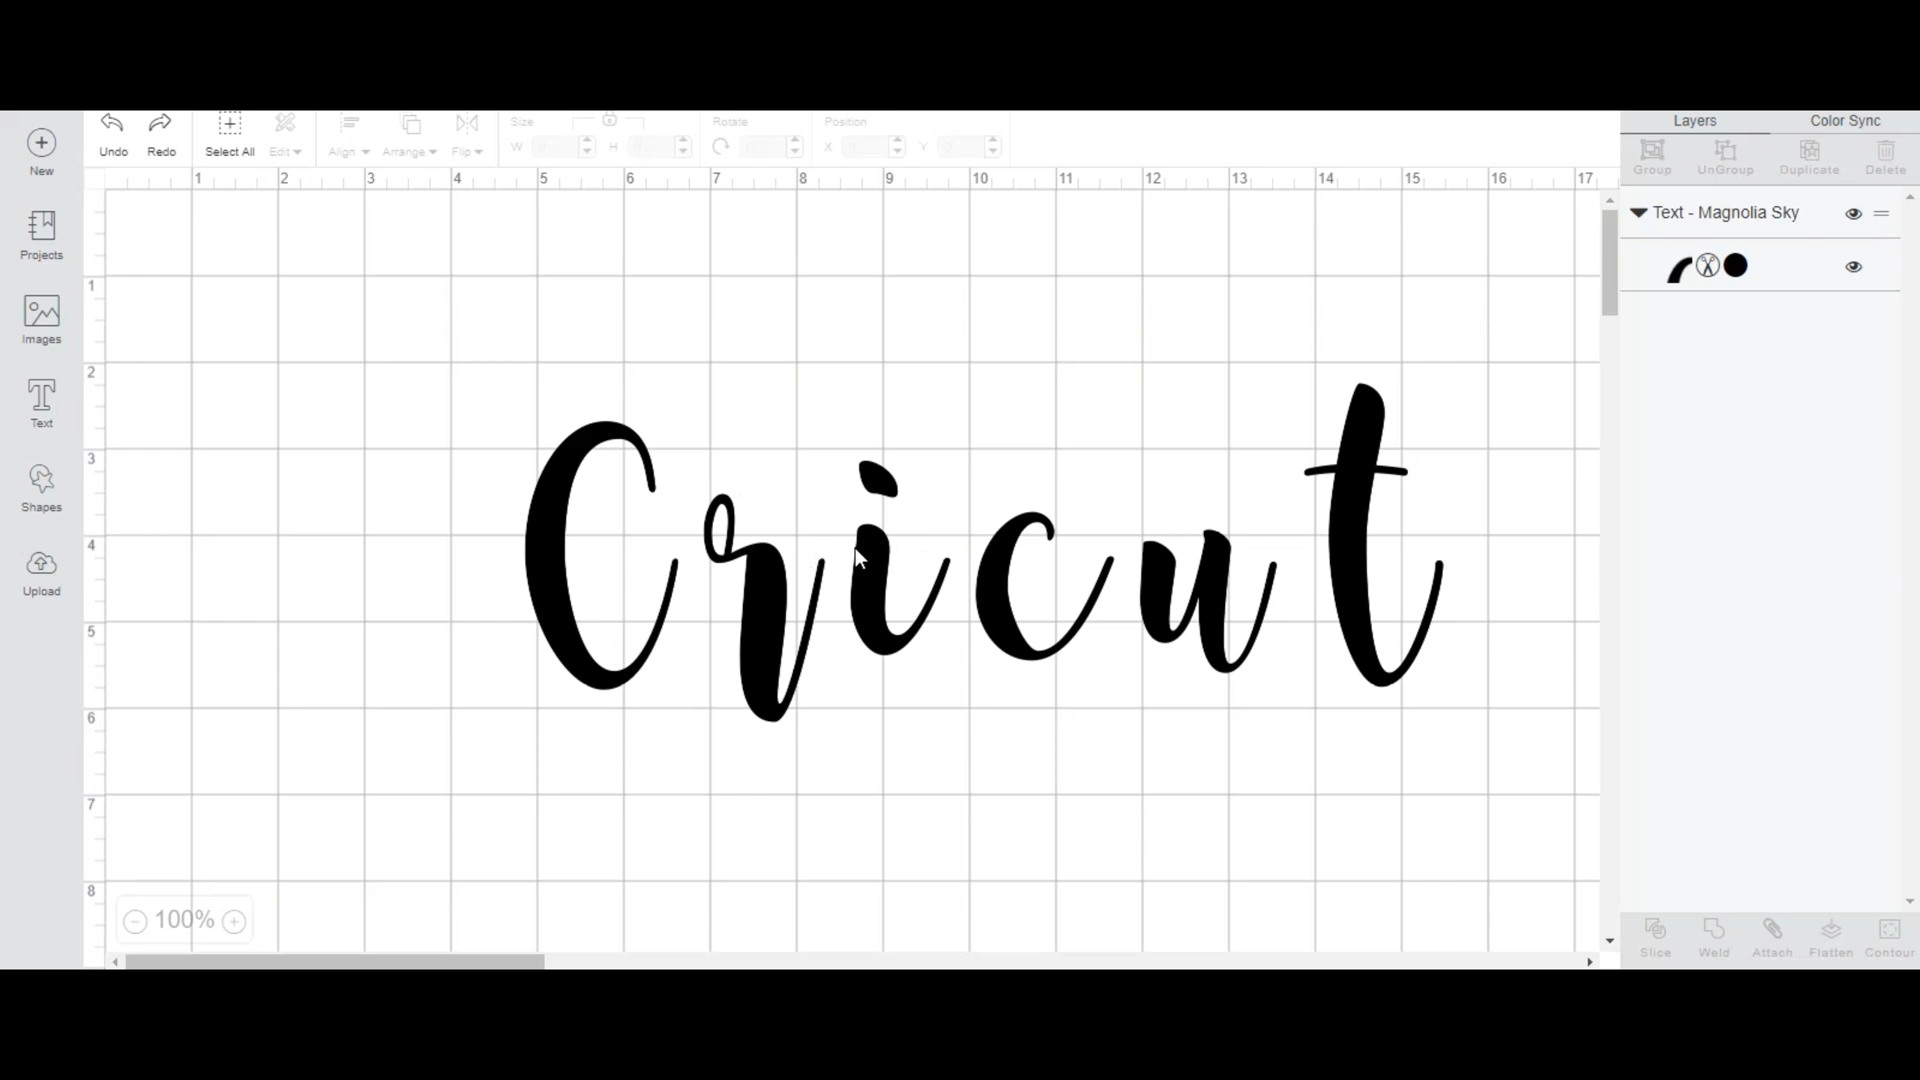 Undo Redo Select All Edit Align Arrange Flip Size W H Rotate Position X Y
Layers Color Sync
Group UnGroup Duplicate Delete
New
Projects
Images
Text
Shapes
Upload
1 2 3 4 5 6 7 8 9 10 11 12 13 14 15 16 17
1
2
3
4
5
6
7
8
Text - Magnolia Sky
Cricut
100%
Slice Weld Attach Flatten Contour